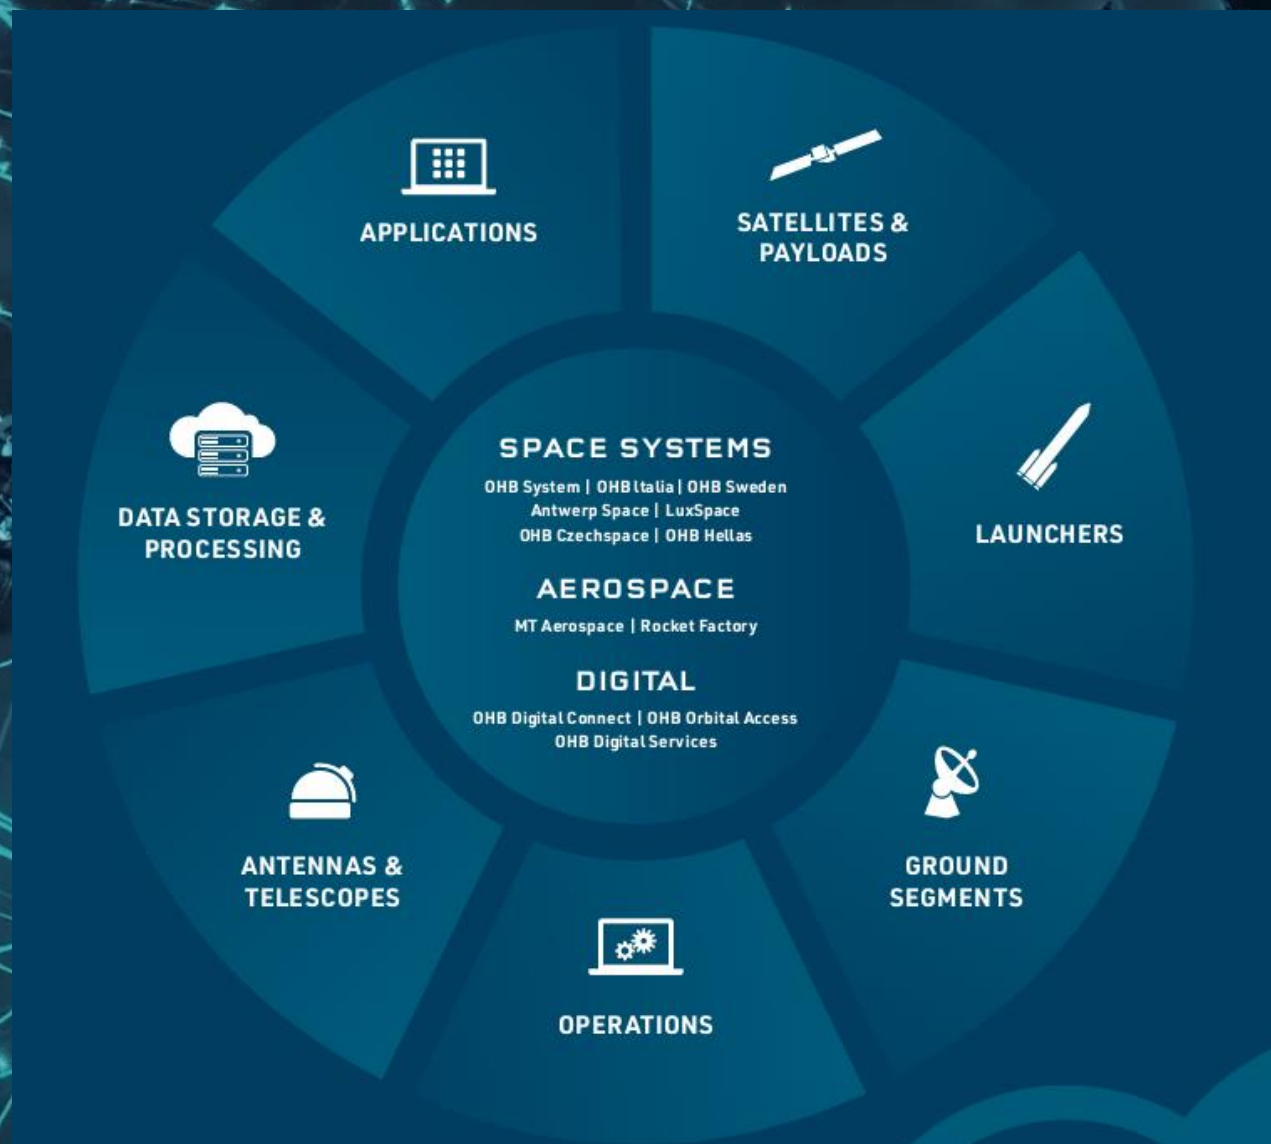 APPLICATIONS
SATELLITES &
PAYLOADS
DATA STORAGE &
PROCESSING
SPACE SYSTEMS
OHB System | OHB Italia | OHB Sweden
Antwerp Space | LuxSpace
OHB Czechspace | OHB Hellas
AEROSPACE
MT Aerospace | Rocket Factory
DIGITAL
OHB Digital Connect | OHB Orbital Access
OHB Digital Services
LAUNCHERS
ANTENNAS &
TELESCOPES
GROUND
SEGMENTS
OPERATIONS